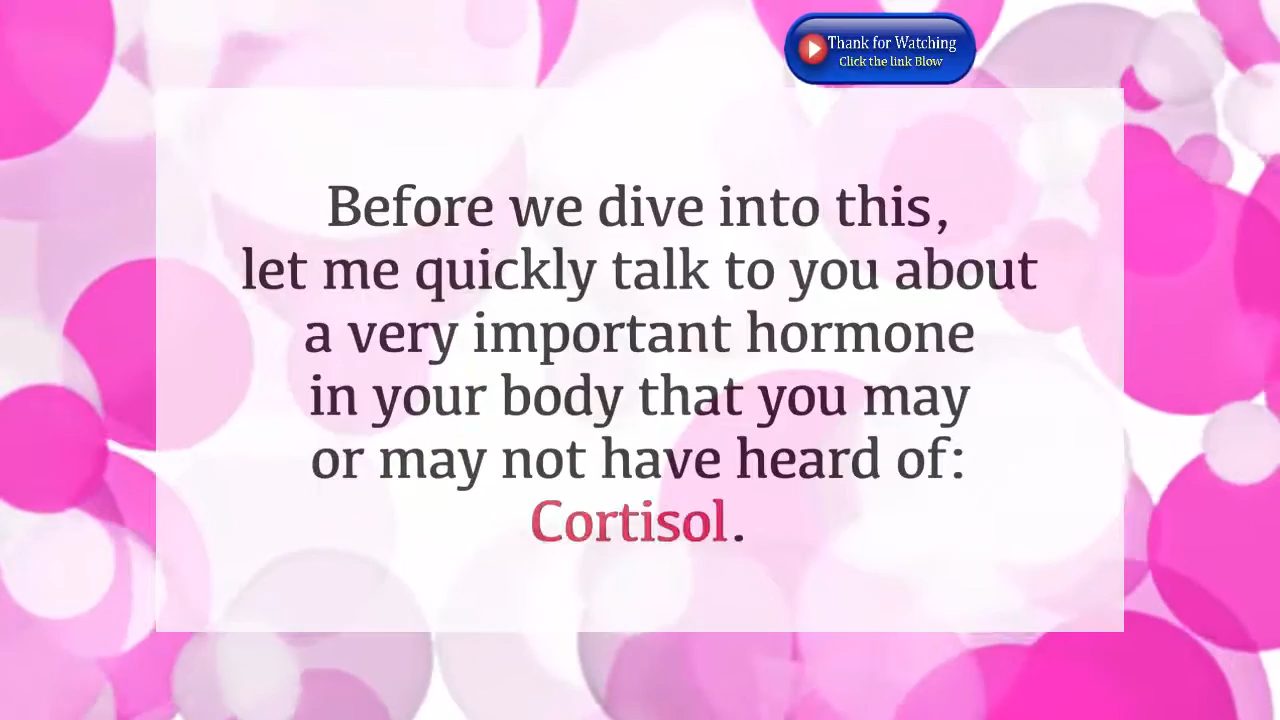 Thank for Watching
Click the link Blow
Before we dive into this,
let me quickly talk to you about
a very important hormone
in your body that you may
or may not have heard of:
Cortisol.